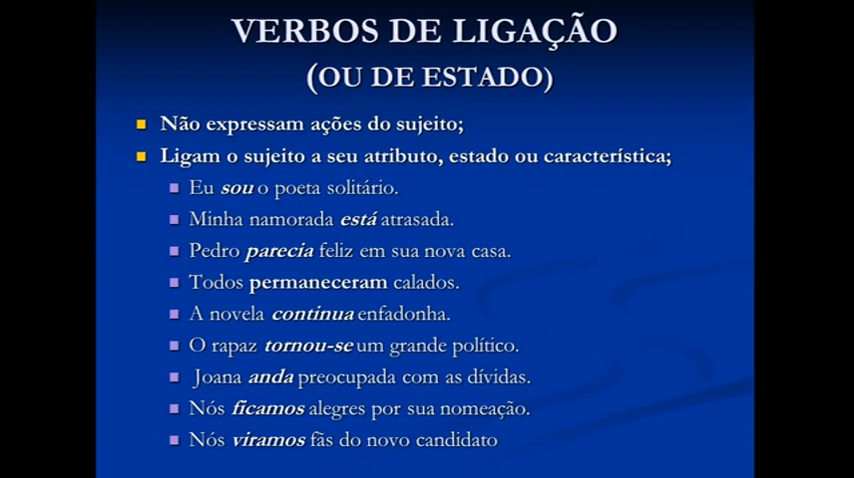 VERBOS DE LIGAÇÃO
(OU DE ESTADO)
Não expressam ações do sujeito;
Ligam o sujeito a seu atributo, estado ou característica;
Eu sou o poeta solitário.
Minha namorada está atrasada.
Pedro parecia feliz em sua nova casa.
Todos permaneceram calados.
A novela continua enfadonha.
O rapaz tornou-se um grande político.
Joana anda preocupada com as dívidas.
Nós ficamos alegres por sua nomeação.
Nós viramos fãs do novo candidato